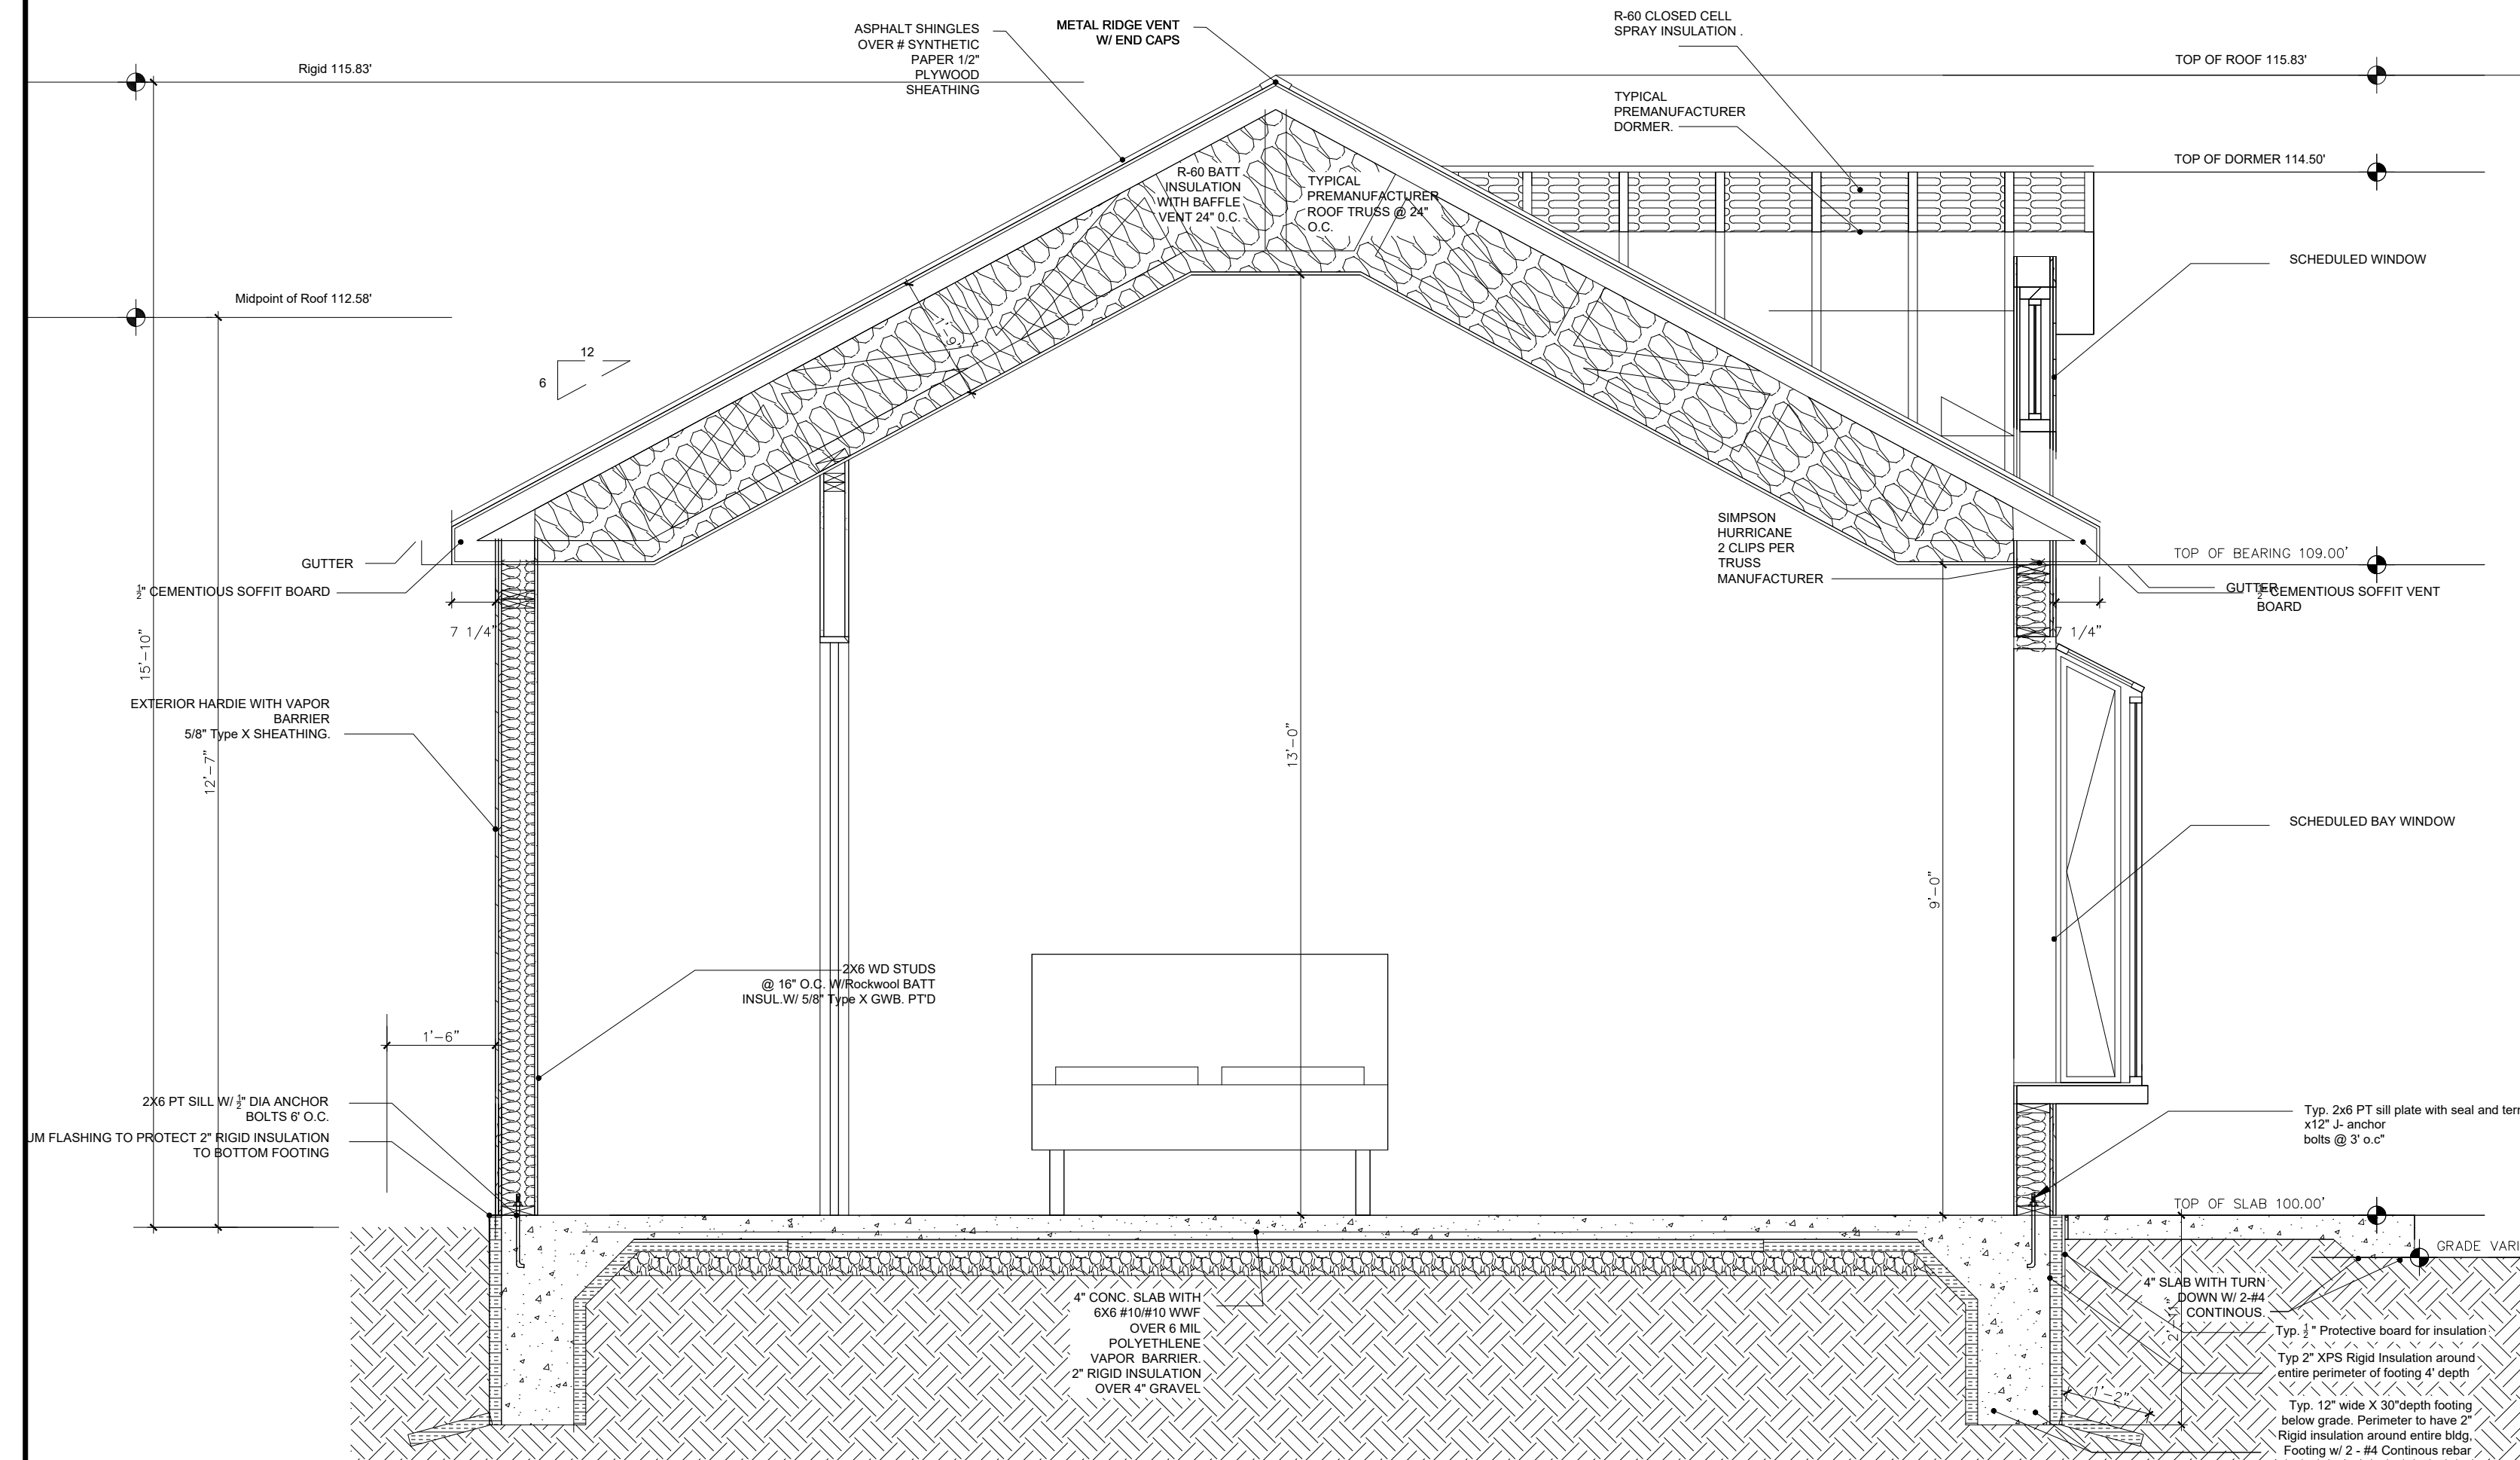 ASPHALT SHINGLES
OVER # SYNTHETIC
PAPER 1/2"
PLYWOOD
SHEATHING
METAL RIDGE VENT
W/ END CAPS
R-60 CLOSED CELL
SPRAY INSULATION .
Rigid 115.83'
TOP OF ROOF 115.83'
TYPICAL
PREMANUFACTURER
DORMER.
TOP OF DORMER 114.50'
R-60 BATT
INSULATION
WITH BAFFLE
VENT 24" 0.C.
TYPICAL
PREMANUFACTURER
ROOF TRUSS @ 24"
O.C.
SCHEDULED WINDOW
Midpoint of Roof 112.58'
1'-9"
12
6
SIMPSON
HURRICANE
2 CLIPS PER
TRUSS
MANUFACTURER
TOP OF BEARING 109.00'
GUTTER
½" CEMENTIOUS SOFFIT BOARD
GUTTER
½" CEMENTIOUS SOFFIT VENT
BOARD
7 1/4"
7 1/4"
15'-10"
12'-7"
13'-0"
9'-0"
EXTERIOR HARDIE WITH VAPOR
BARRIER
5/8" Type X SHEATHING.
SCHEDULED BAY WINDOW
2X6 WD STUDS
@ 16" O.C. W/Rockwool BATT
INSUL.W/ 5/8" Type X GWB. PT'D
1'-6"
2X6 PT SILL W/ ½" DIA ANCHOR
BOLTS 6' O.C.
UM FLASHING TO PROTECT 2" RIGID INSULATION
TO BOTTOM FOOTING
Typ. 2x6 PT sill plate with seal and ter
x12" J- anchor
bolts @ 3' o.c"
TOP OF SLAB 100.00'
GRADE VARI
4" SLAB WITH TURN
DOWN W/ 2-#4
CONTINOUS.
4" CONC. SLAB WITH
6X6 #10/#10 WWF
OVER 6 MIL
POLYETHLENE
VAPOR BARRIER.
2" RIGID INSULATION
OVER 4" GRAVEL
2'-11"
Typ. ½ " Protective board for insulation
Typ 2" XPS Rigid Insulation around
entire perimeter of footing 4' depth
1'-2"
Typ. 12" wide X 30"depth footing
below grade. Perimeter to have 2"
Rigid insulation around entire bldg,
Footing w/ 2 - #4 Continous rebar